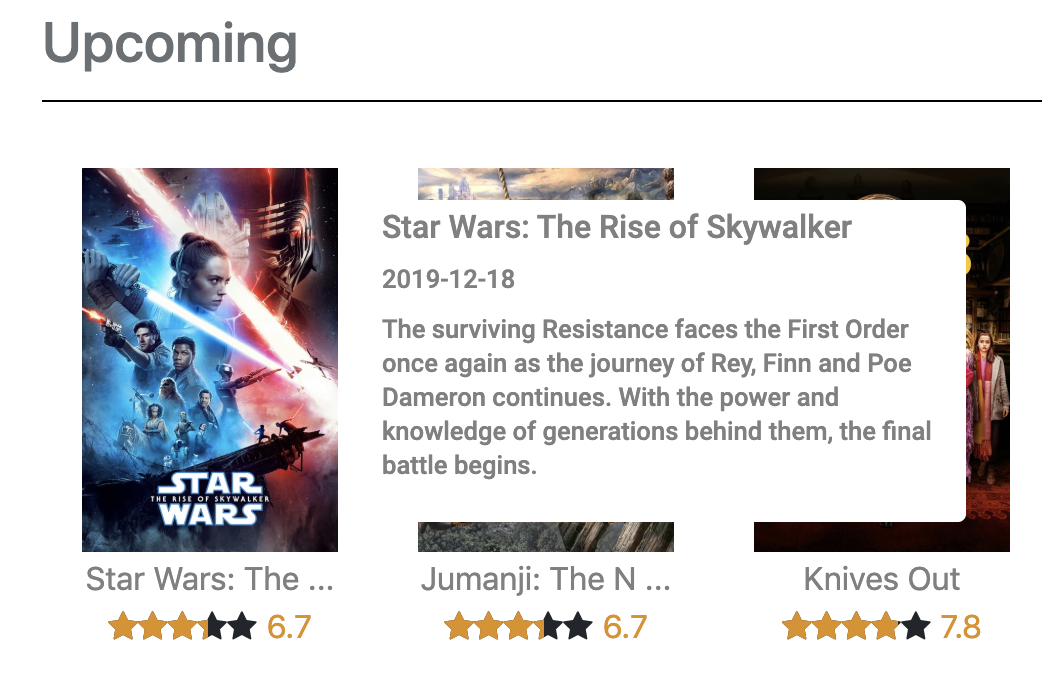 Upcoming
Star Wars: The Rise of Skywalker
2019-12-18
The surviving Resistance faces the First Order
once again as the journey of Rey, Finn and Poe
Dameron continues. With the power and
knowledge of generations behind them, the final
battle begins.
STAR
THE RISE OF SKYWALKER
WARS
Star Wars: The ...
Jumanji: The N ...
Knives Out
6.7
6.7
7.8